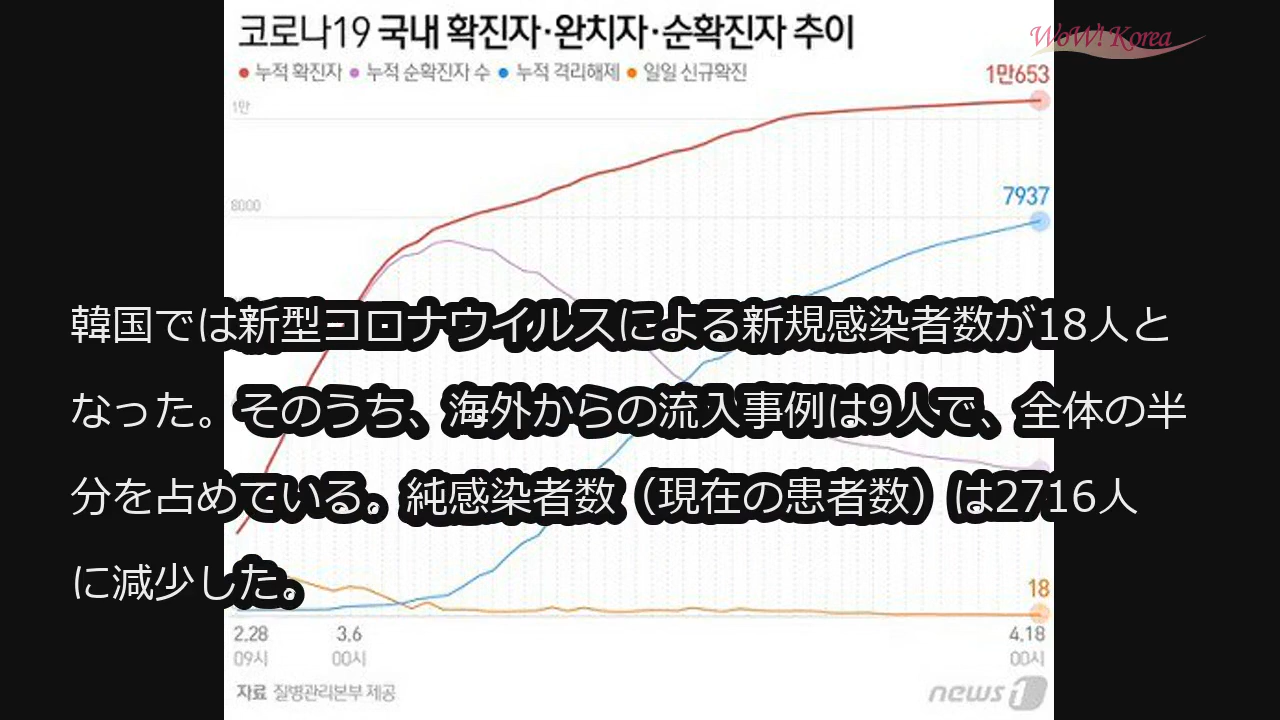 코로나19 국내 확진자·완치자·순확진자 추이
WoW! Korea
● 누적 확진자 ● 누적 순확진자 수 ● 누적 격리해제 ● 일일 신규확진
1만653
1만
7937
8000
韓国では新型コロナウイルスによる新規感染者数が18人と
なった。そのうち、海外からの流入事例は9人で、全体の半
分を占めている。純感染者数（現在の患者数）は2716人
に減少した。
18
2.28 3.6 4.18
09시 00시 00시
자료 질병관리본부 제공
news1